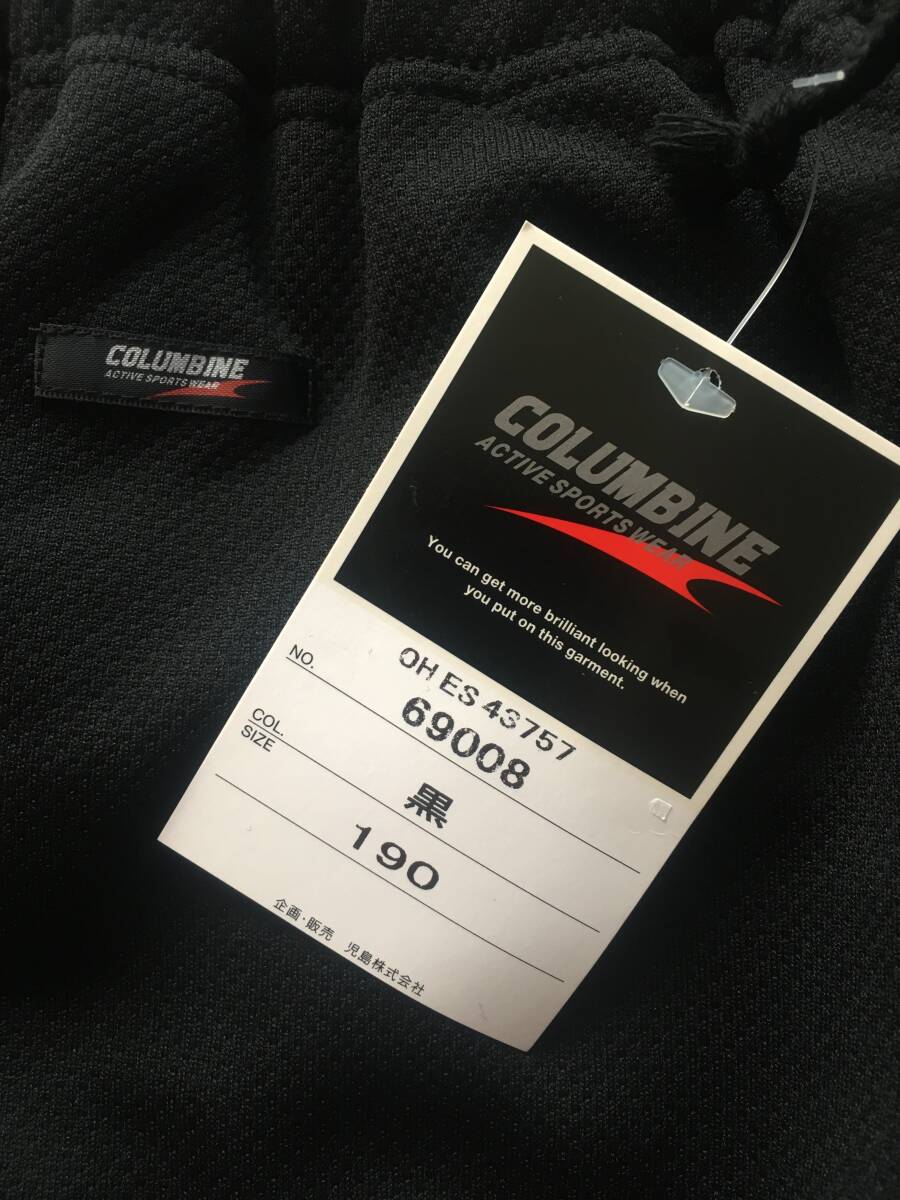 COLUMBINE
ACTIVE SPORTS WEAR
COLUMBINE
ACTIVE SPORTS WEAR
You can get more brilliant looking when
you put on this garment.
OH ES 4S757
NO. 69008
COL. 黒
SIZE 190
企画・販売 児島株式会社